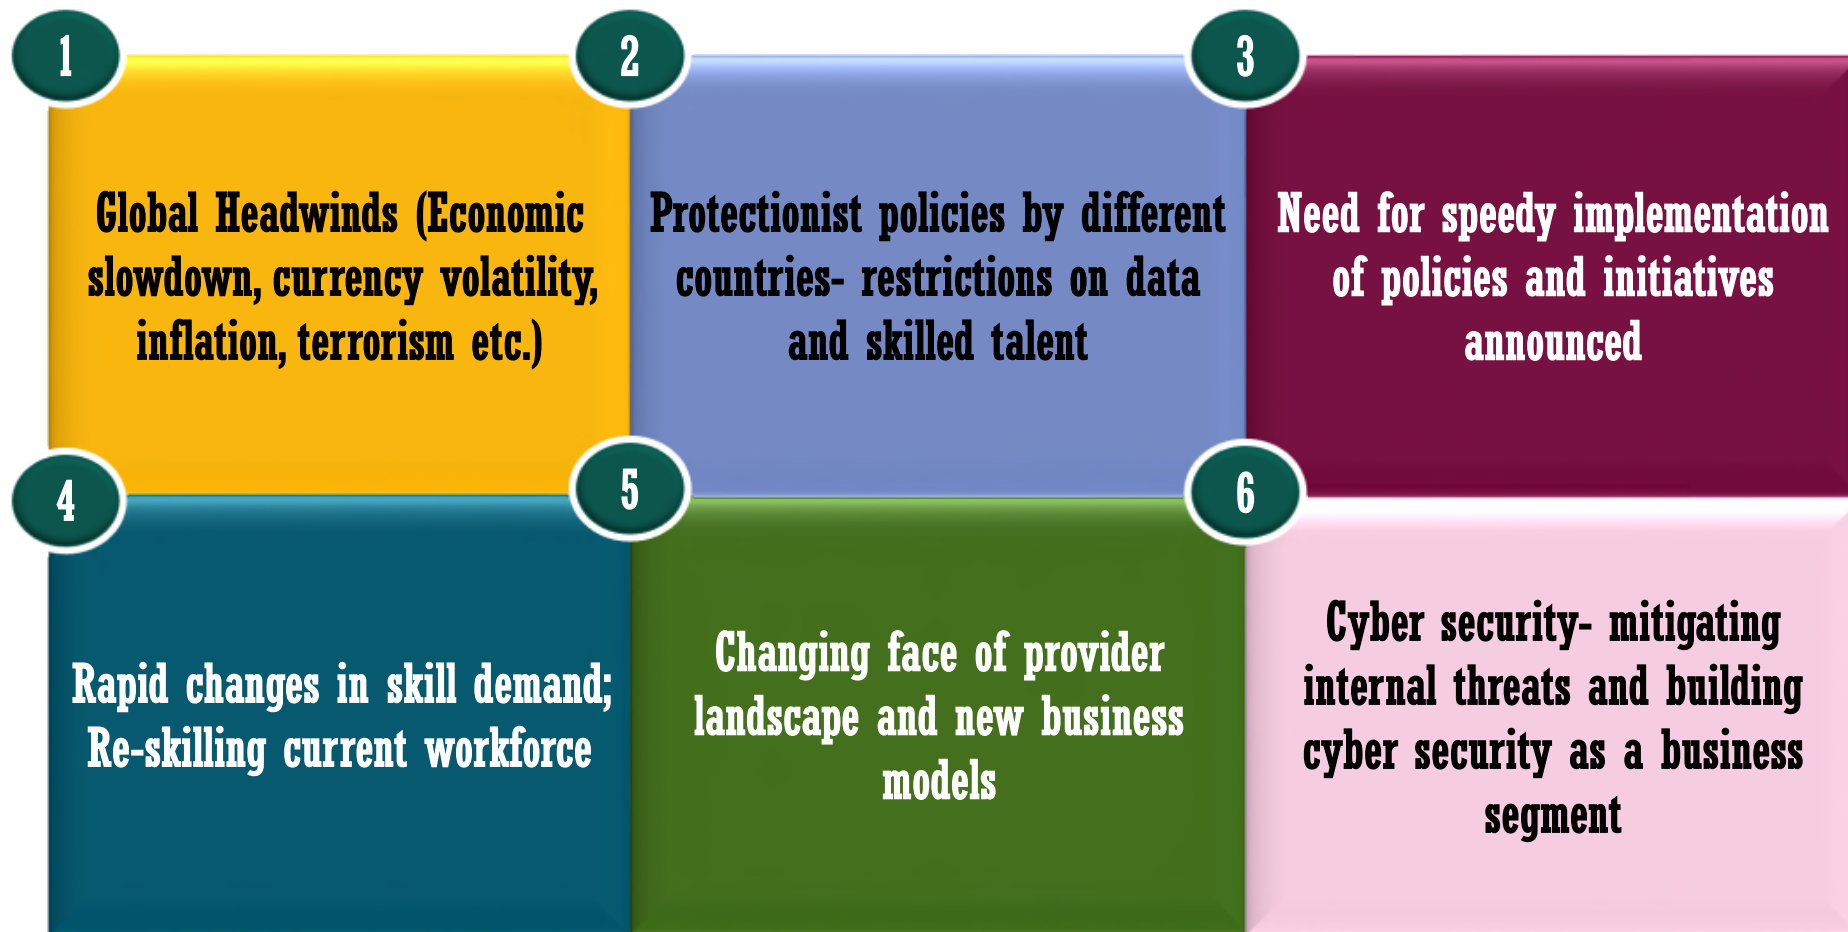 1
Global Headwinds (Economic
slowdown, currency volatility,
inflation, terrorism etc.)
2
Protectionist policies by different
countries- restrictions on data
and skilled talent
3
Need for speedy implementation
of policies and initiatives
announced
4
Rapid changes in skill demand;
Re-skilling current workforce
5
Changing face of provider
landscape and new business
models
6
Cyber security- mitigating
internal threats and building
cyber security as a business
segment